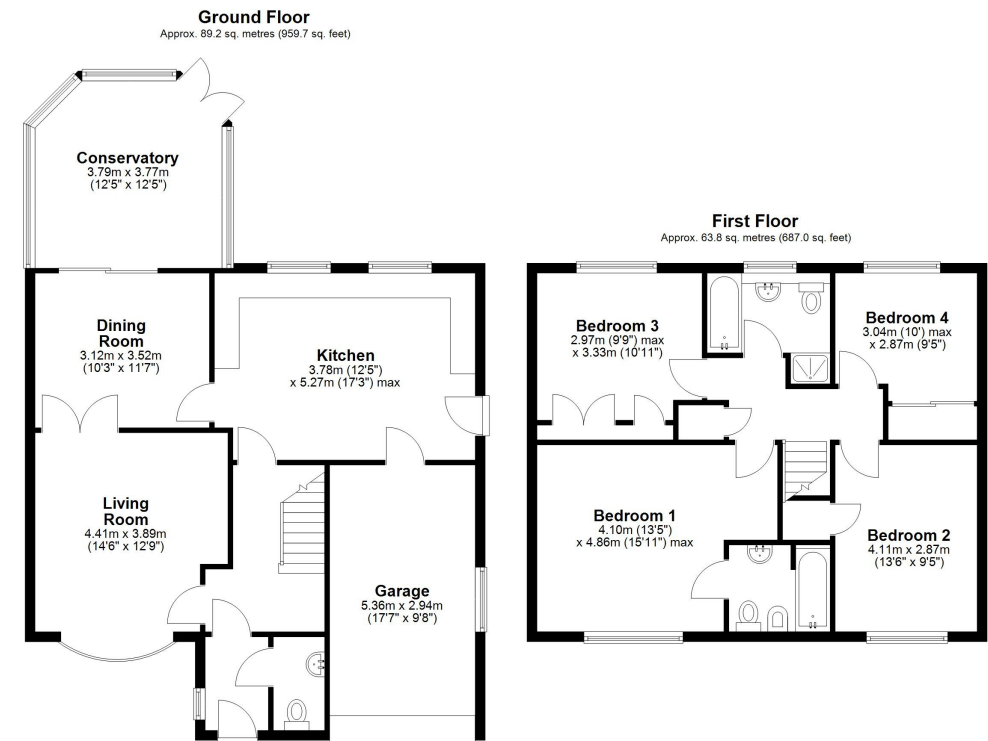 Ground Floor
Approx. 89.2 sq. metres (959.7 sq. feet)
Conservatory
3.79m x 3.77m
(12'5" x 12'5")
Dining
Room
3.12m x 3.52m
(10'3" x 11'7")
Kitchen
3.78m (12'5")
x 5.27m (17'3") max
Living
Room
4.41m x 3.89m
(14'6" x 12'9")
Garage
5.36m x 2.94m
(17'7" x 9'8")
First Floor
Approx. 63.8 sq. metres (687.0 sq. feet)
Bedroom 3
2.97m (9'9") max
x 3.33m (10'11")
Bedroom 4
3.04m (10') max
x 2.87m (9'5")
Bedroom 1
4.10m (13'5")
x 4.86m (15'11") max
Bedroom 2
4.11m x 2.87m
(13'6" x 9'5")